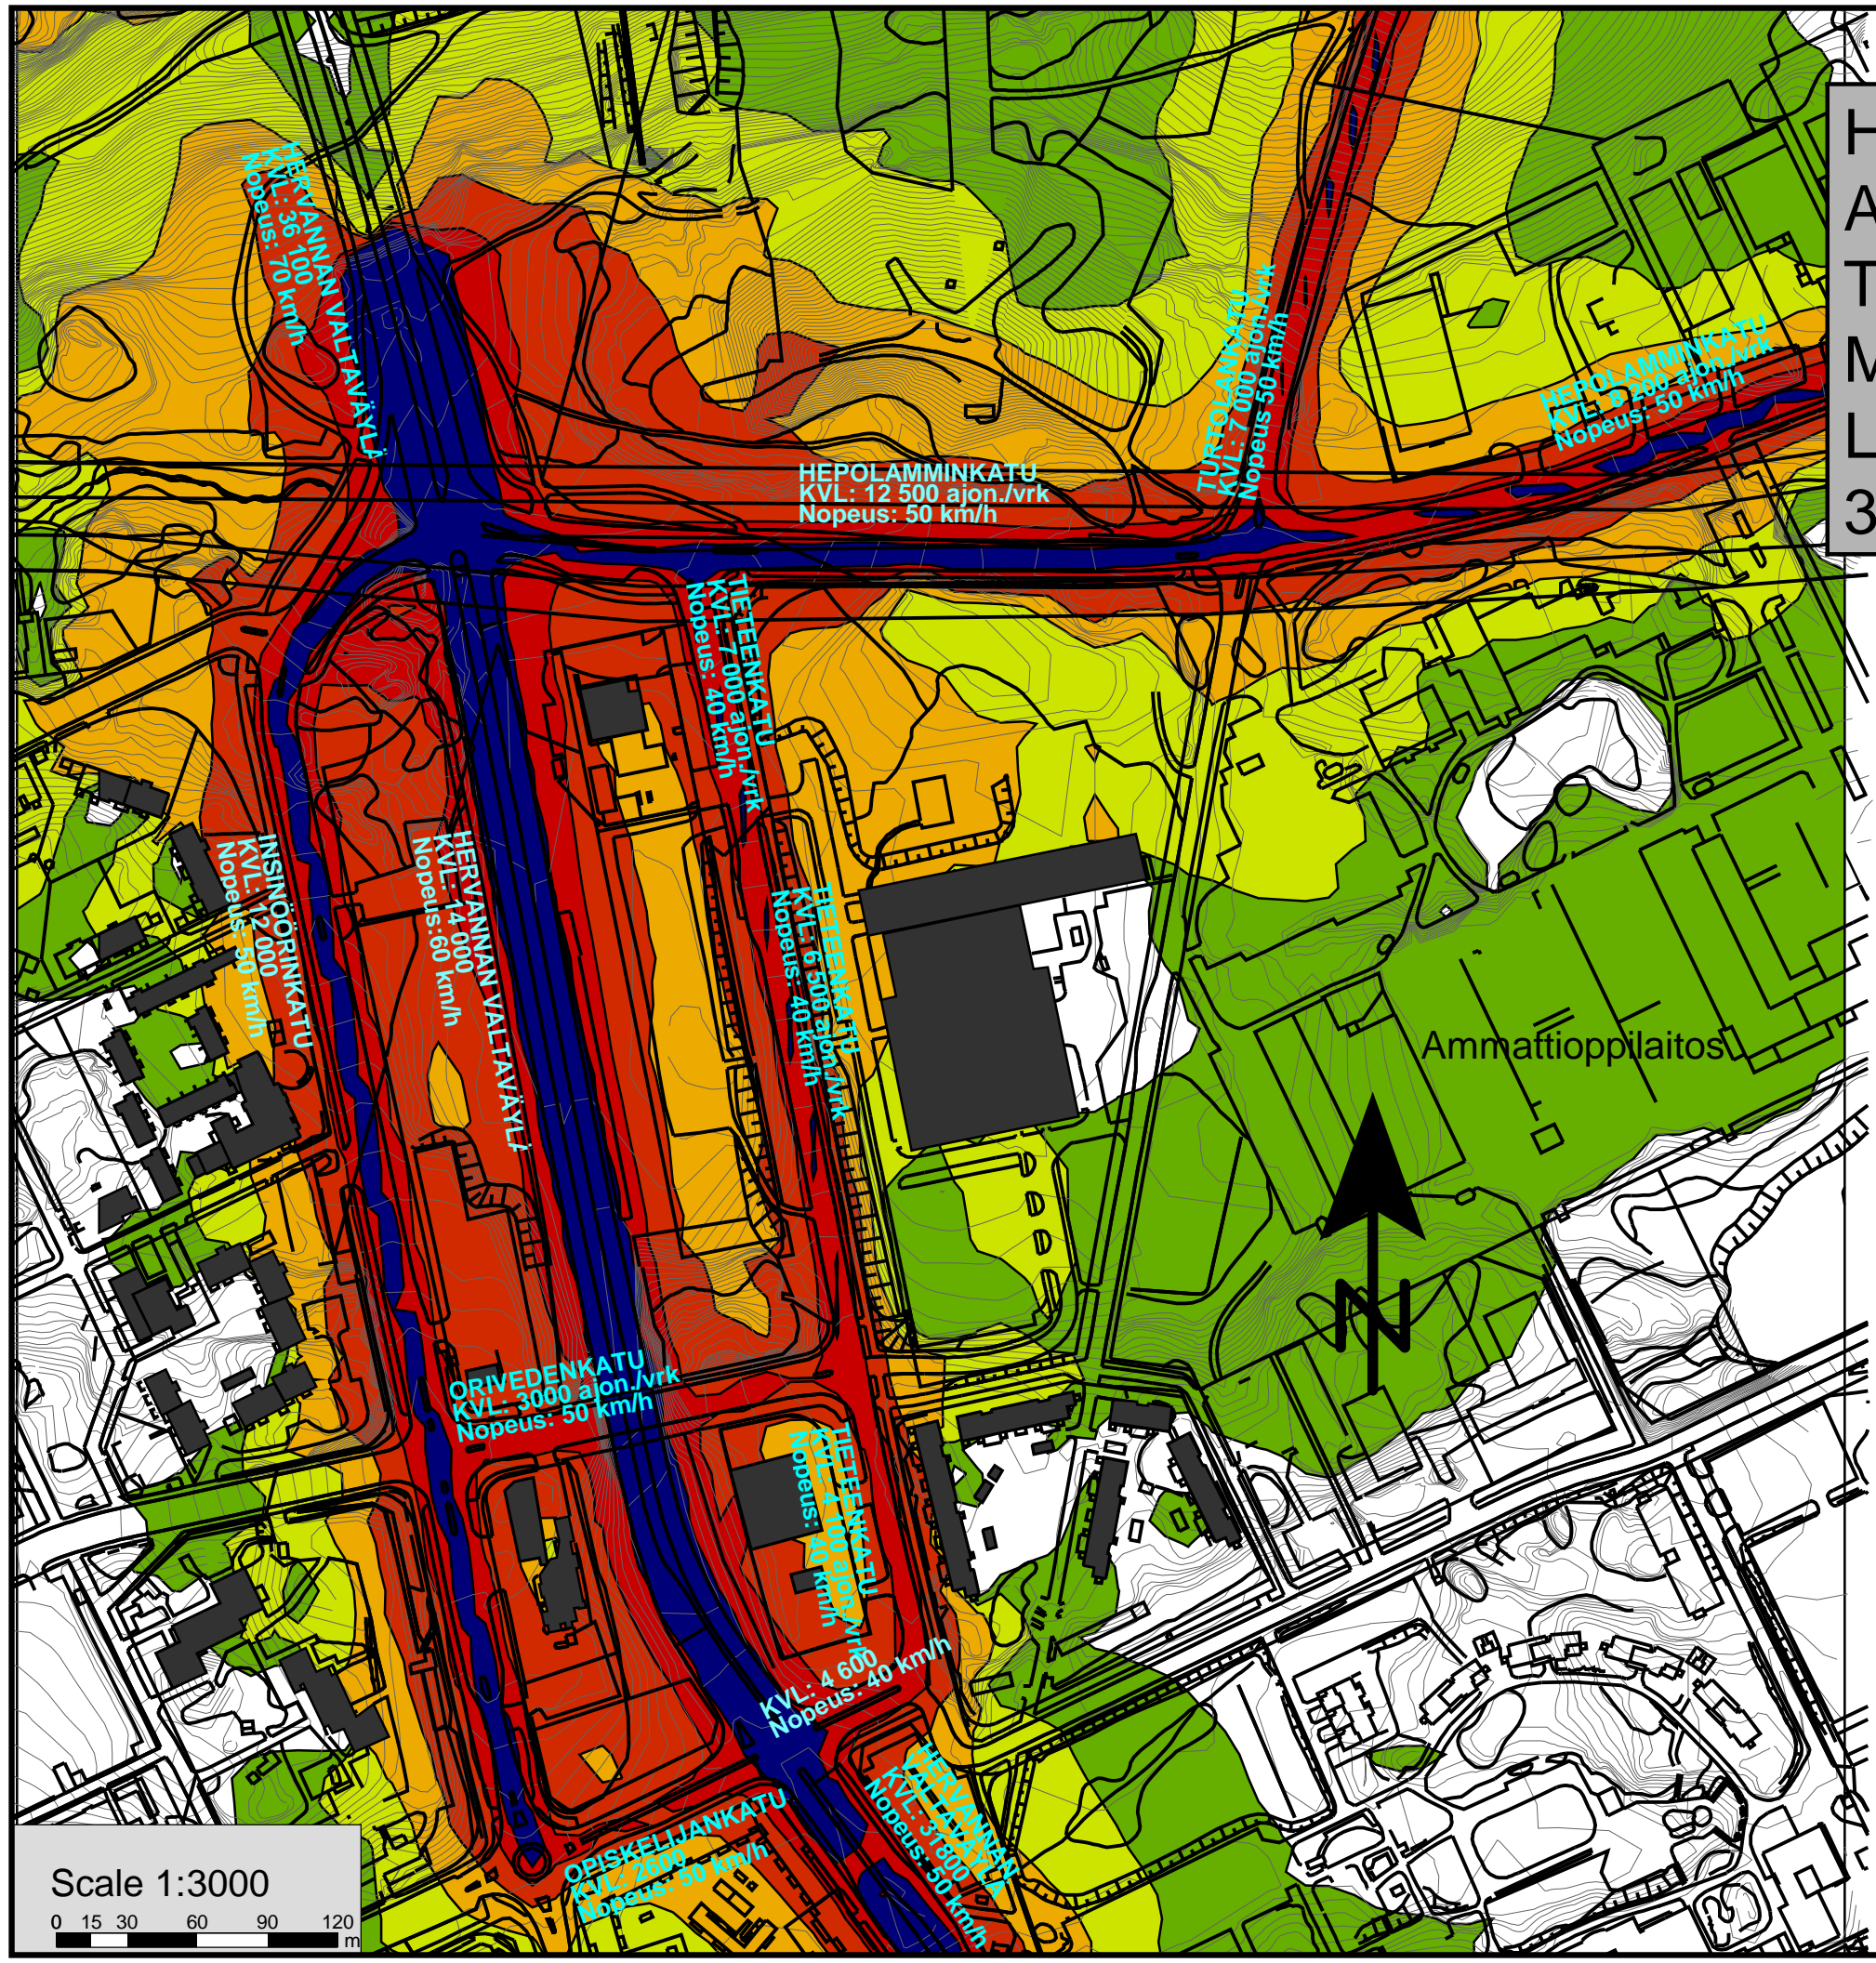 HERVANNAN VALTAVÄYLÄ
KVL: 36 100
Nopeus: 70 km/h
HEPOLAMMINKATU
KVL: 12 500 ajon./vrk
Nopeus: 50 km/h
TURTOLANKATU
KVL: 7 000 ajon./vrk
Nopeus 50 km/h
HEPOLAMMINKATU
KVL: 8 200 ajon./vrk
Nopeus: 50 km/h
H
A
T
M
L
3
TIETEENKATU
KVL: 7 000 ajon./vrk
Nopeus: 40 km/h
INSINÖÖRINKATU
KVL: 12 000
Nopeus: 50 km/h
HERVANNAN VALTAVÄYLÄ
KVL: 14 000
Nopeus:60 km/h
TIETEENKATU
KVL: 6 500 ajon./vrk
Nopeus: 40 km/h
Ammattioppilaitos
N
ORIVEDENKATU
KVL: 3000 ajon./vrk
Nopeus: 50 km/h
TIETEENKATU
KVL: 4 100 ajon./vrk
Nopeus: 40 km/h
KVL: 4 600
Nopeus: 40 km/h
HERVANNAN
VALTAVÄYLÄ
KVL: 31800
Nopeus: 50 km/h
OPISKELIJANKATU
KVL: 2600
Nopeus: 50 km/h
Scale 1:3000
0 15 30 60 90 120
m